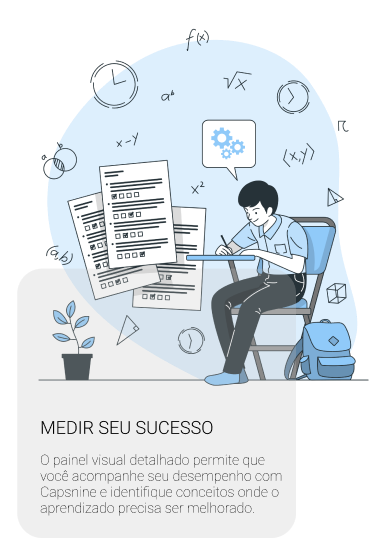 f(x)
√x
aᵇ
π
x-y
⟨x,y⟩
a
b
x²
(a,b)
MEDIR SEU SUCESSO
O painel visual detalhado permite que
você acompanhe seu desempenho com
Capsnine e identifique conceitos onde o
aprendizado precisa ser melhorado.